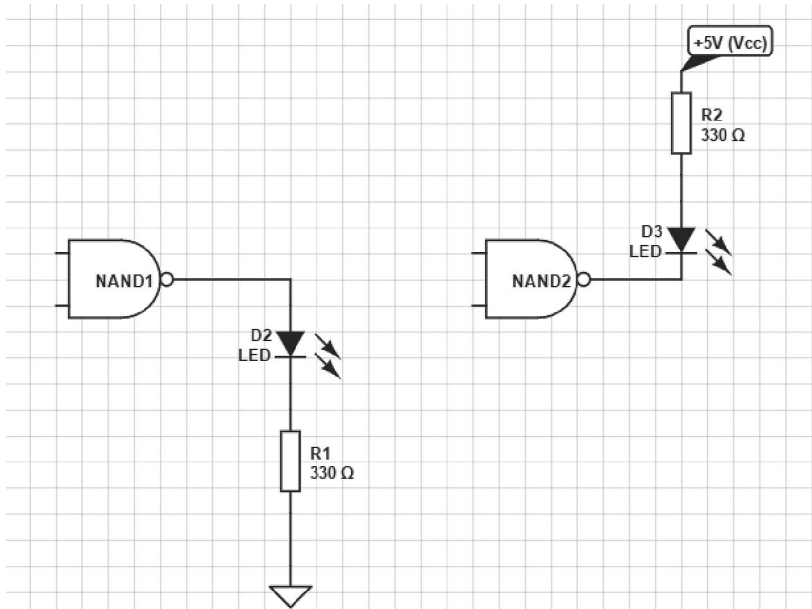 +5V (Vcc)
R2
330 Ω
D3
LED
NAND1
NAND2
D2
LED
R1
330 Ω